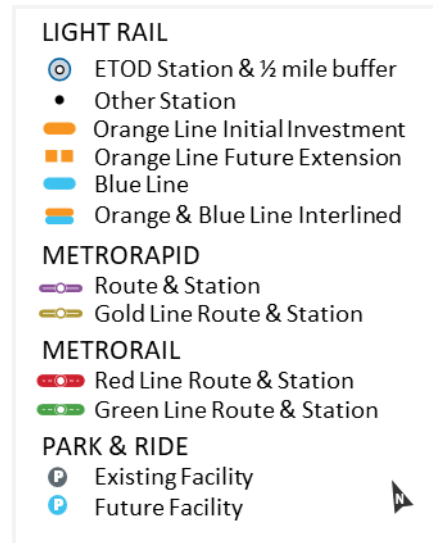 LIGHT RAIL
ETOD Station & ½ mile buffer
Other Station
Orange Line Initial Investment
Orange Line Future Extension
Blue Line
Orange & Blue Line Interlined
METRORAPID
Route & Station
Gold Line Route & Station
METRORAIL
Red Line Route & Station
Green Line Route & Station
PARK & RIDE
P Existing Facility
P Future Facility
N